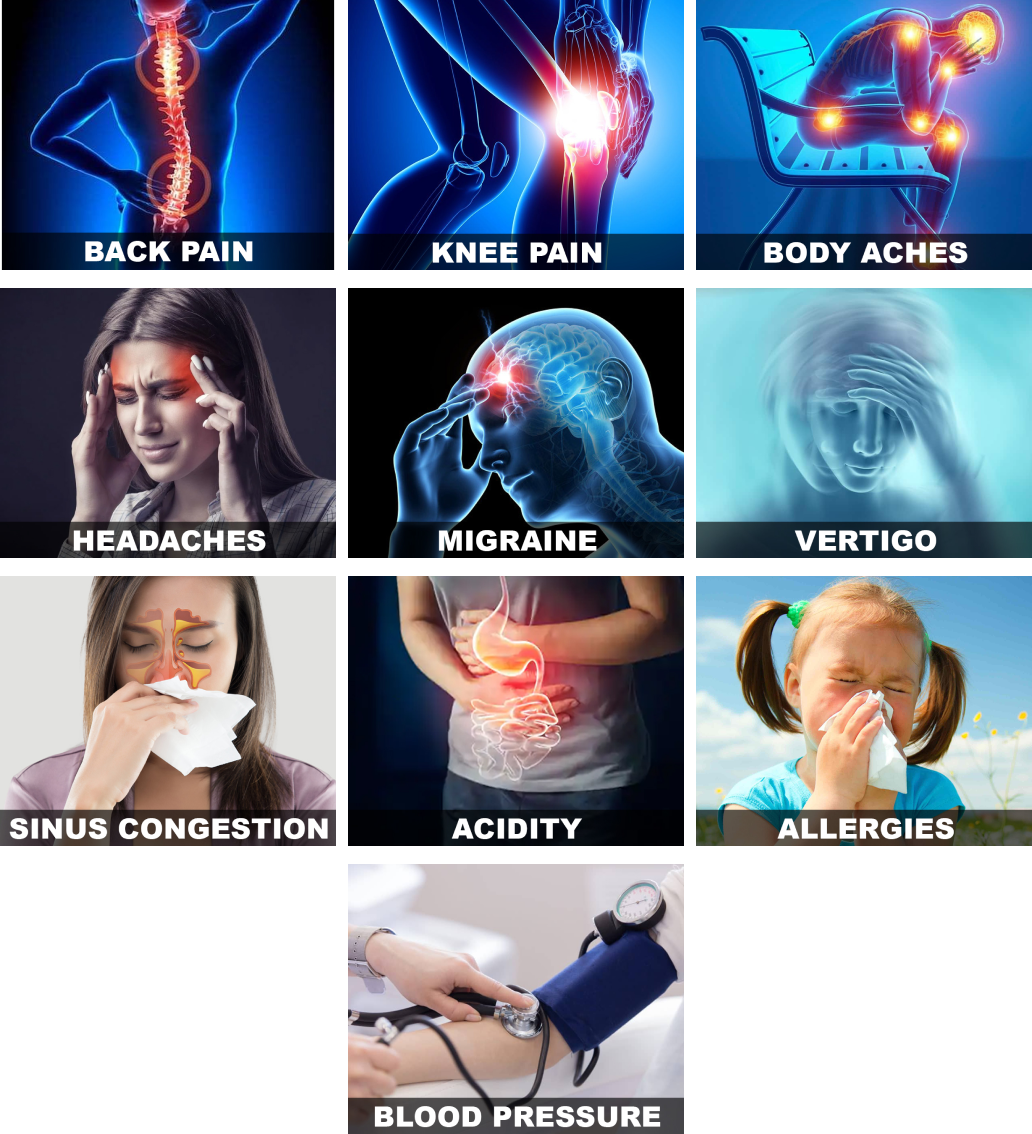 BACK PAIN
KNEE PAIN
BODY ACHES
HEADACHES
MIGRAINE
VERTIGO
SINUS CONGESTION
ACIDITY
ALLERGIES
BLOOD PRESSURE